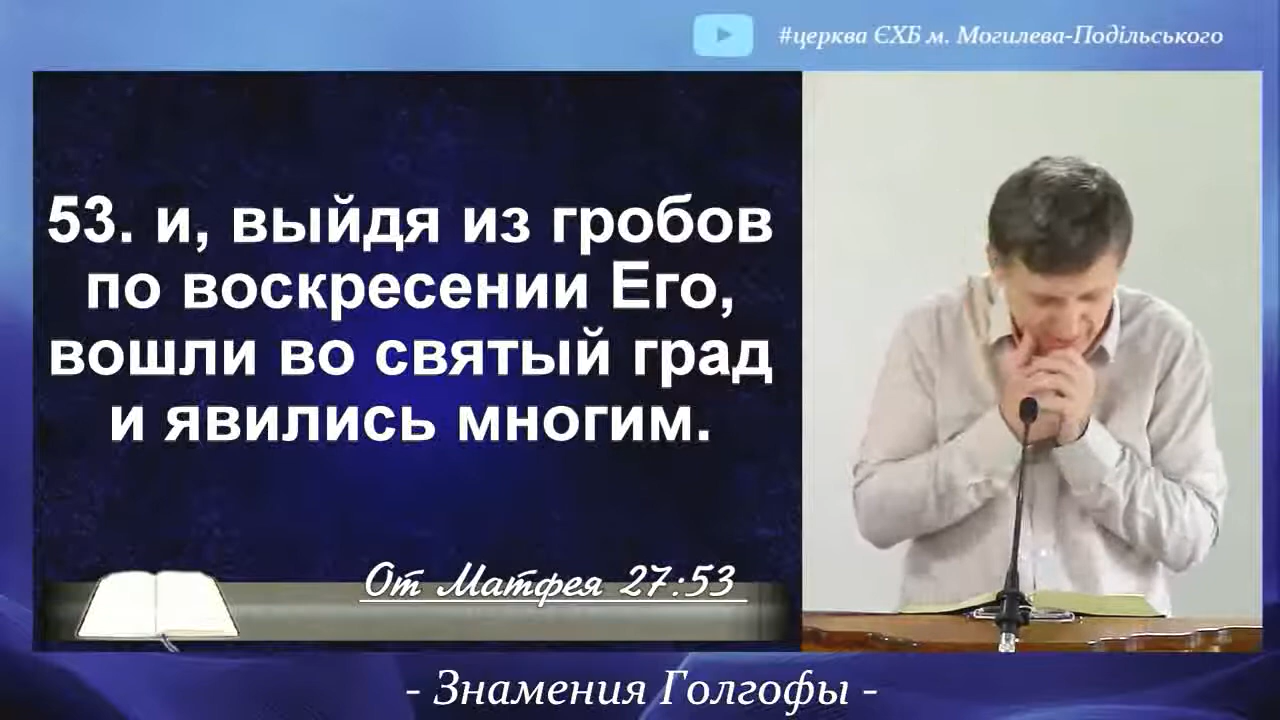 #церква ЄХБ м. Могилева-Подільського
53. и, выйдя из гробов
по воскресении Его,
вошли во святый град
и явились многим.
От Матфея 27:53
- Знамения Голгофы -